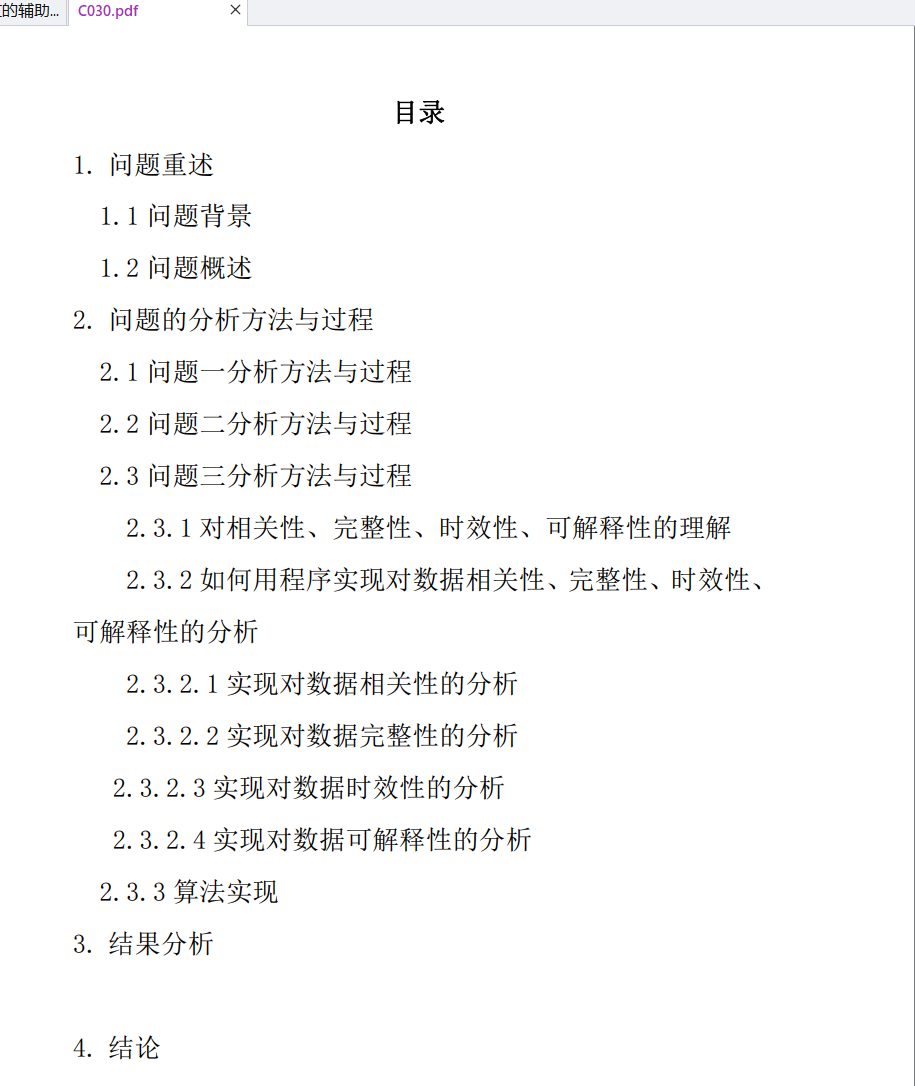 的辅助... C030.pdf ×
目录
1. 问题重述
1.1 问题背景
1.2 问题概述
2. 问题的分析方法与过程
2.1 问题一分析方法与过程
2.2 问题二分析方法与过程
2.3 问题三分析方法与过程
2.3.1 对相关性、完整性、时效性、可解释性的理解
2.3.2 如何用程序实现对数据相关性、完整性、时效性、
可解释性的分析
2.3.2.1 实现对数据相关性的分析
2.3.2.2 实现对数据完整性的分析
2.3.2.3 实现对数据时效性的分析
2.3.2.4 实现对数据可解释性的分析
2.3.3 算法实现
3. 结果分析
4. 结论